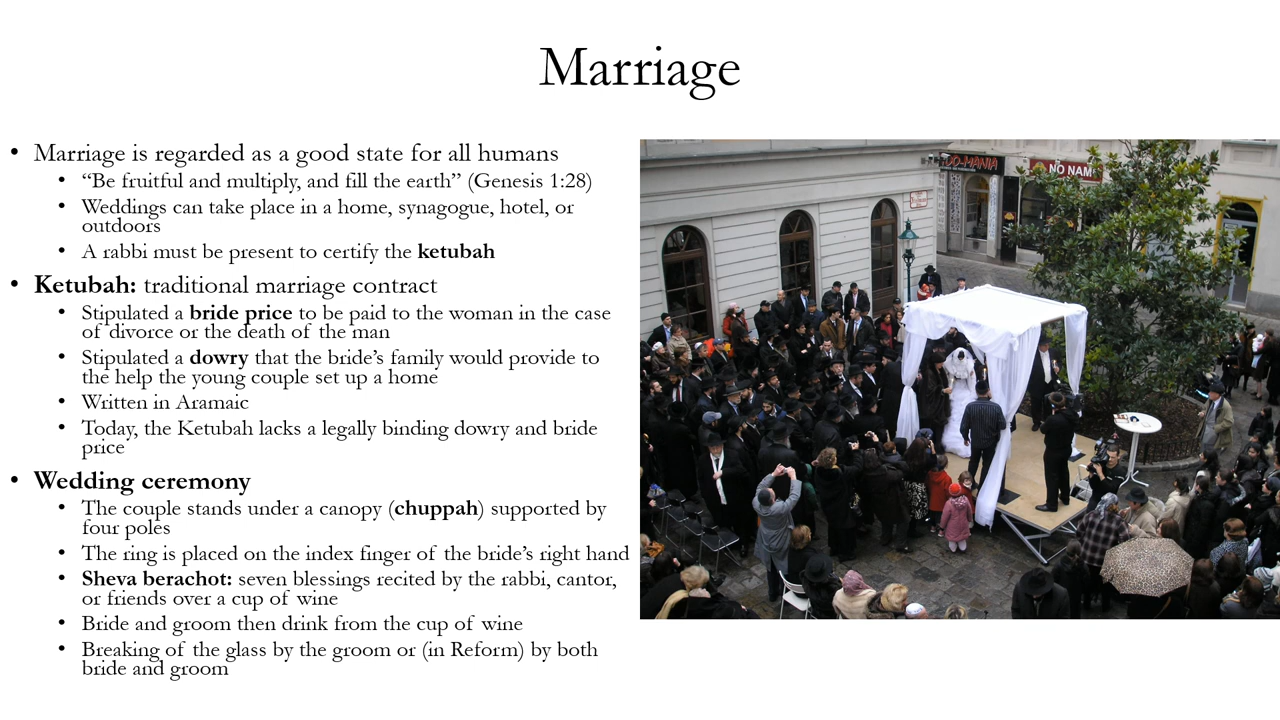 Marriage
• Marriage is regarded as a good state for all humans
• “Be fruitful and multiply, and fill the earth” (Genesis 1:28)
• Weddings can take place in a home, synagogue, hotel, or
outdoors
• A rabbi must be present to certify the ketubah
• Ketubah: traditional marriage contract
• Stipulated a bride price to be paid to the woman in the case
of divorce or the death of the man
• Stipulated a dowry that the bride’s family would provide to
the help the young couple set up a home
• Written in Aramaic
• Today, the Ketubah lacks a legally binding dowry and bride
price
• Wedding ceremony
• The couple stands under a canopy (chuppah) supported by
four poles
• The ring is placed on the index finger of the bride’s right hand
• Sheva berachot: seven blessings recited by the rabbi, cantor,
or friends over a cup of wine
• Bride and groom then drink from the cup of wine
• Breaking of the glass by the groom or (in Reform) by both
bride and groom
NO NAM